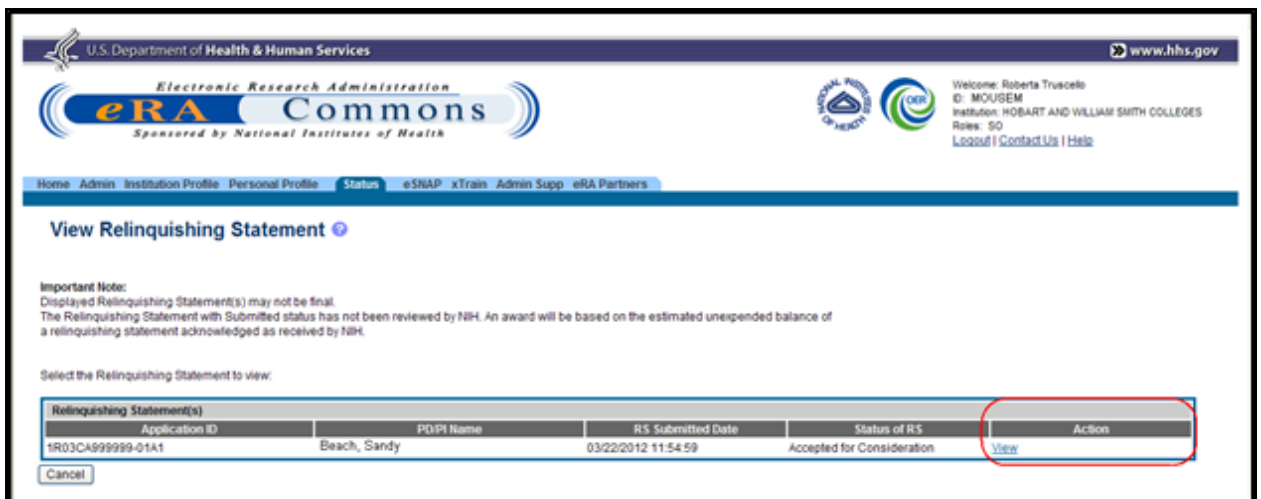 U.S. Department of Health & Human Services
www.hhs.gov
Electronic Research Administration
eRA Commons
Sponsored by National Institutes of Health
NATIONAL INSTITUTES OF HEALTH
OER
Welcome: Roberta Truscello
ID: MOUSEM
Institution: HOBART AND WILLIAM SMITH COLLEGES
Roles: SO
Logout | Contact Us | Help
Home Admin Institution Profile Personal Profile Status eSNAP xTrain Admin Supp eRA Partners
View Relinquishing Statement ?
Important Note:
Displayed Relinquishing Statement(s) may not be final.
The Relinquishing Statement with Submitted status has not been reviewed by NIH. An award will be based on the estimated unexpended balance of
a relinquishing statement acknowledged as received by NIH.
Select the Relinquishing Statement to view:
Relinquishing Statement(s)
Application ID PD/PI Name RS Submitted Date Status of RS Action
1R03CA999999-01A1 Beach, Sandy 03/22/2012 11:54:59 Accepted for Consideration View
Cancel